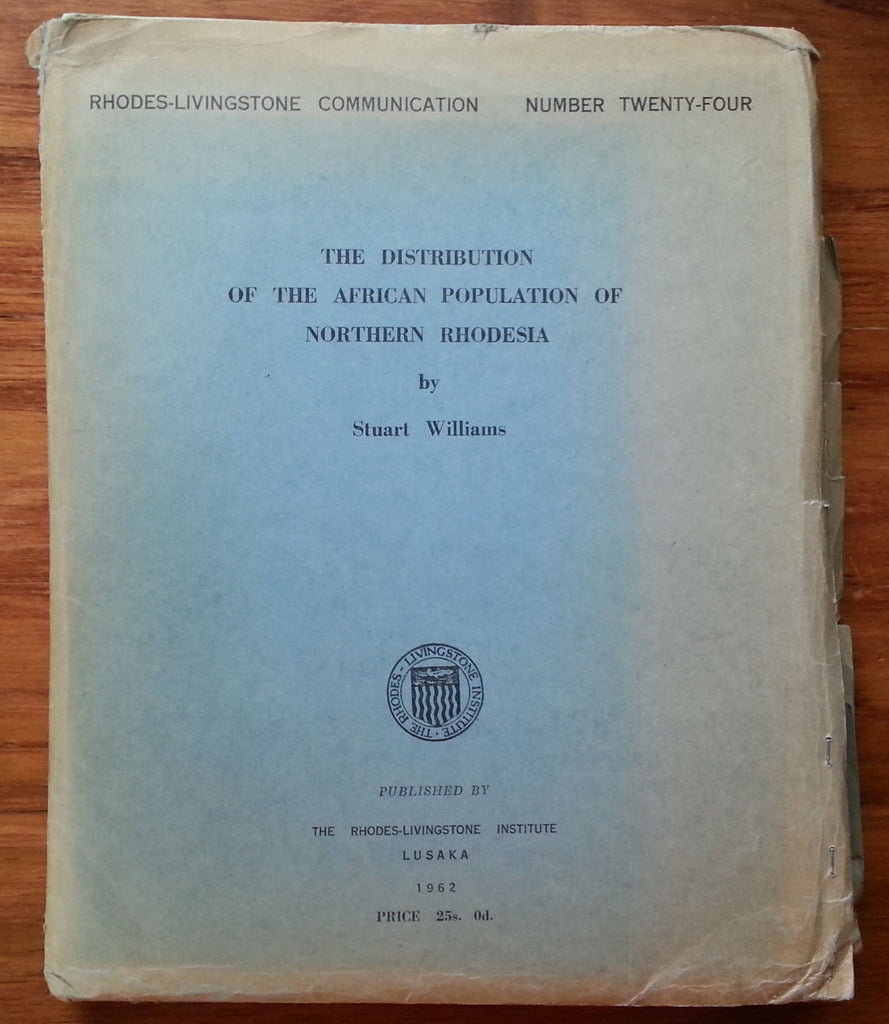 RHODES-LIVINGSTONE COMMUNICATION NUMBER TWENTY-FOUR
THE DISTRIBUTION
OF THE AFRICAN POPULATION OF
NORTHERN RHODESIA
by
Stuart Williams
THE RHODES - LIVINGSTONE INSTITUTE ·
PUBLISHED BY
THE RHODES-LIVINGSTONE INSTITUTE
LUSAKA
1962
PRICE 25s. 0d.